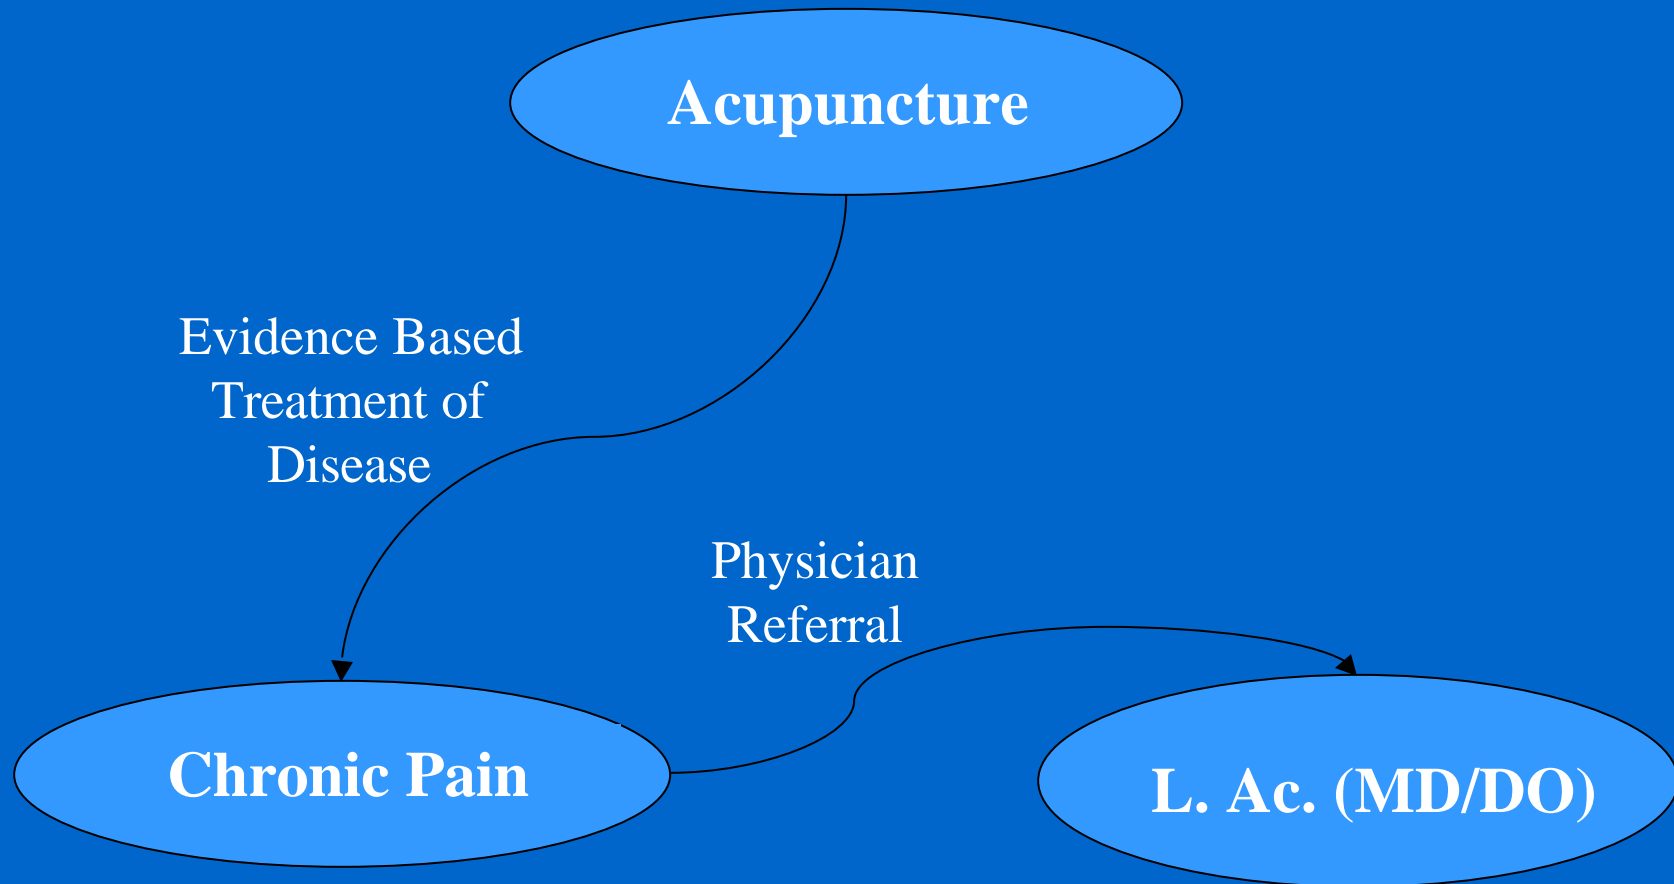 Acupuncture
Evidence Based
Treatment of
Disease
Physician
Referral
Chronic Pain
L. Ac. (MD/DO)